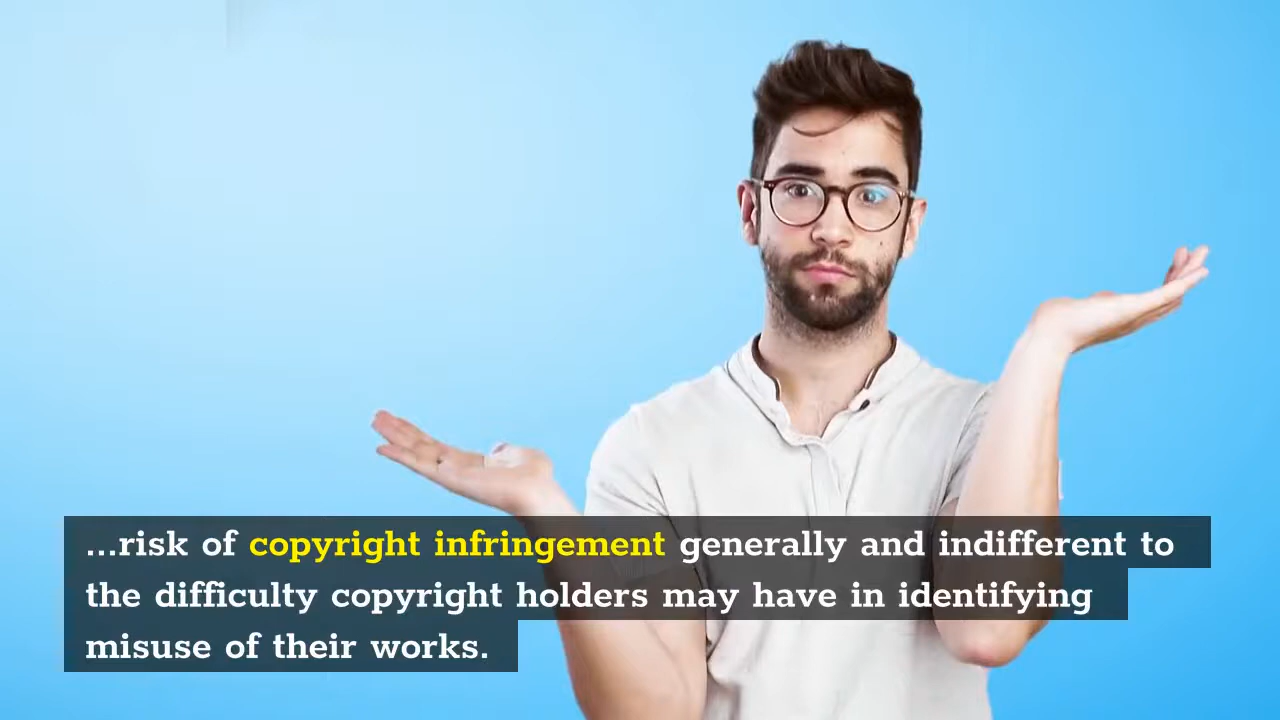 ...risk of copyright infringement generally and indifferent to
the difficulty copyright holders may have in identifying
misuse of their works.